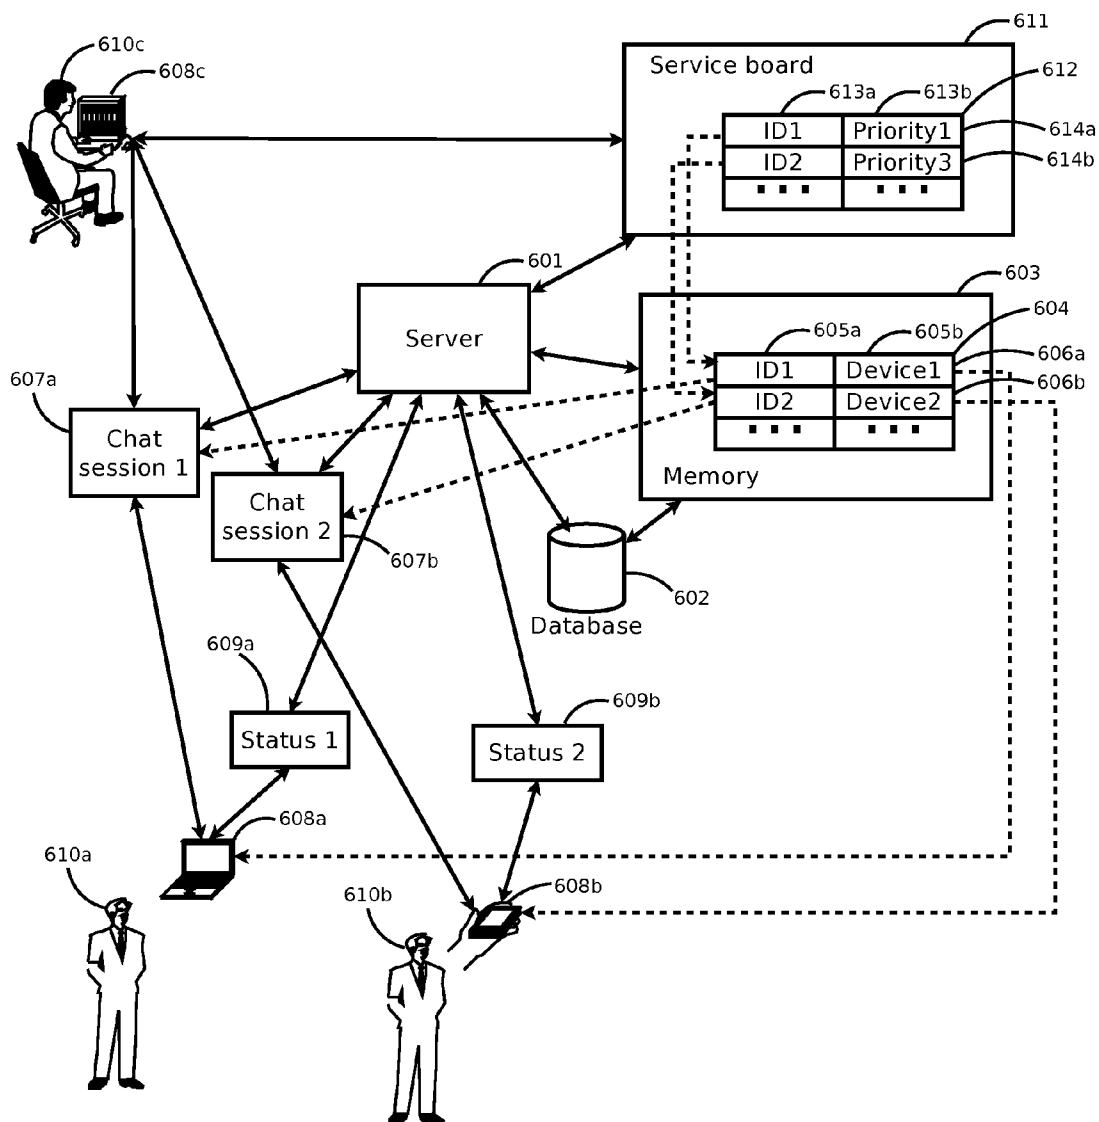 611
610c
Service board
612
608c
613a
613b
ID1
Priority1
614a
ID2
Priority3
614b
601
603
604
605a
605b
Server
606a
ID1
Device1
607a
606b
ID2
Device2
Chat
session 1
Memory
Chat
session 2
607b
602
Database
609a
609b
Status 1
Status 2
608a
610a
608b
610b